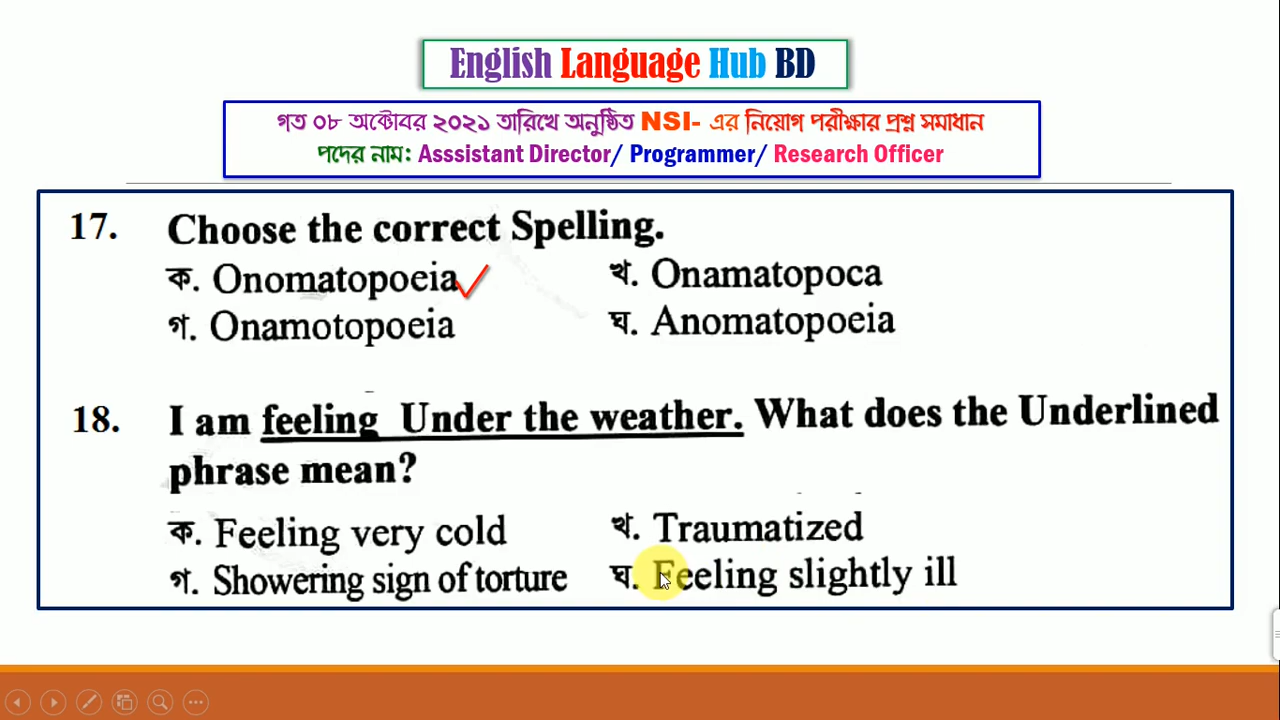 English Language Hub BD
গত ০৮ অক্টোবর ২০২১ তারিখে অনুষ্ঠিত NSI- এর নিয়োগ পরীক্ষার প্রশ্ন সমাধান
পদের নাম: Asssistant Director/ Programmer/ Research Officer
17. Choose the correct Spelling.
ক. Onomatopoeia খ. Onamatopoca
গ. Onamotopoeia ঘ. Anomatopoeia
18. I am feeling Under the weather. What does the Underlined
phrase mean?
ক. Feeling very cold খ. Traumatized
গ. Showering sign of torture ঘ. Feeling slightly ill